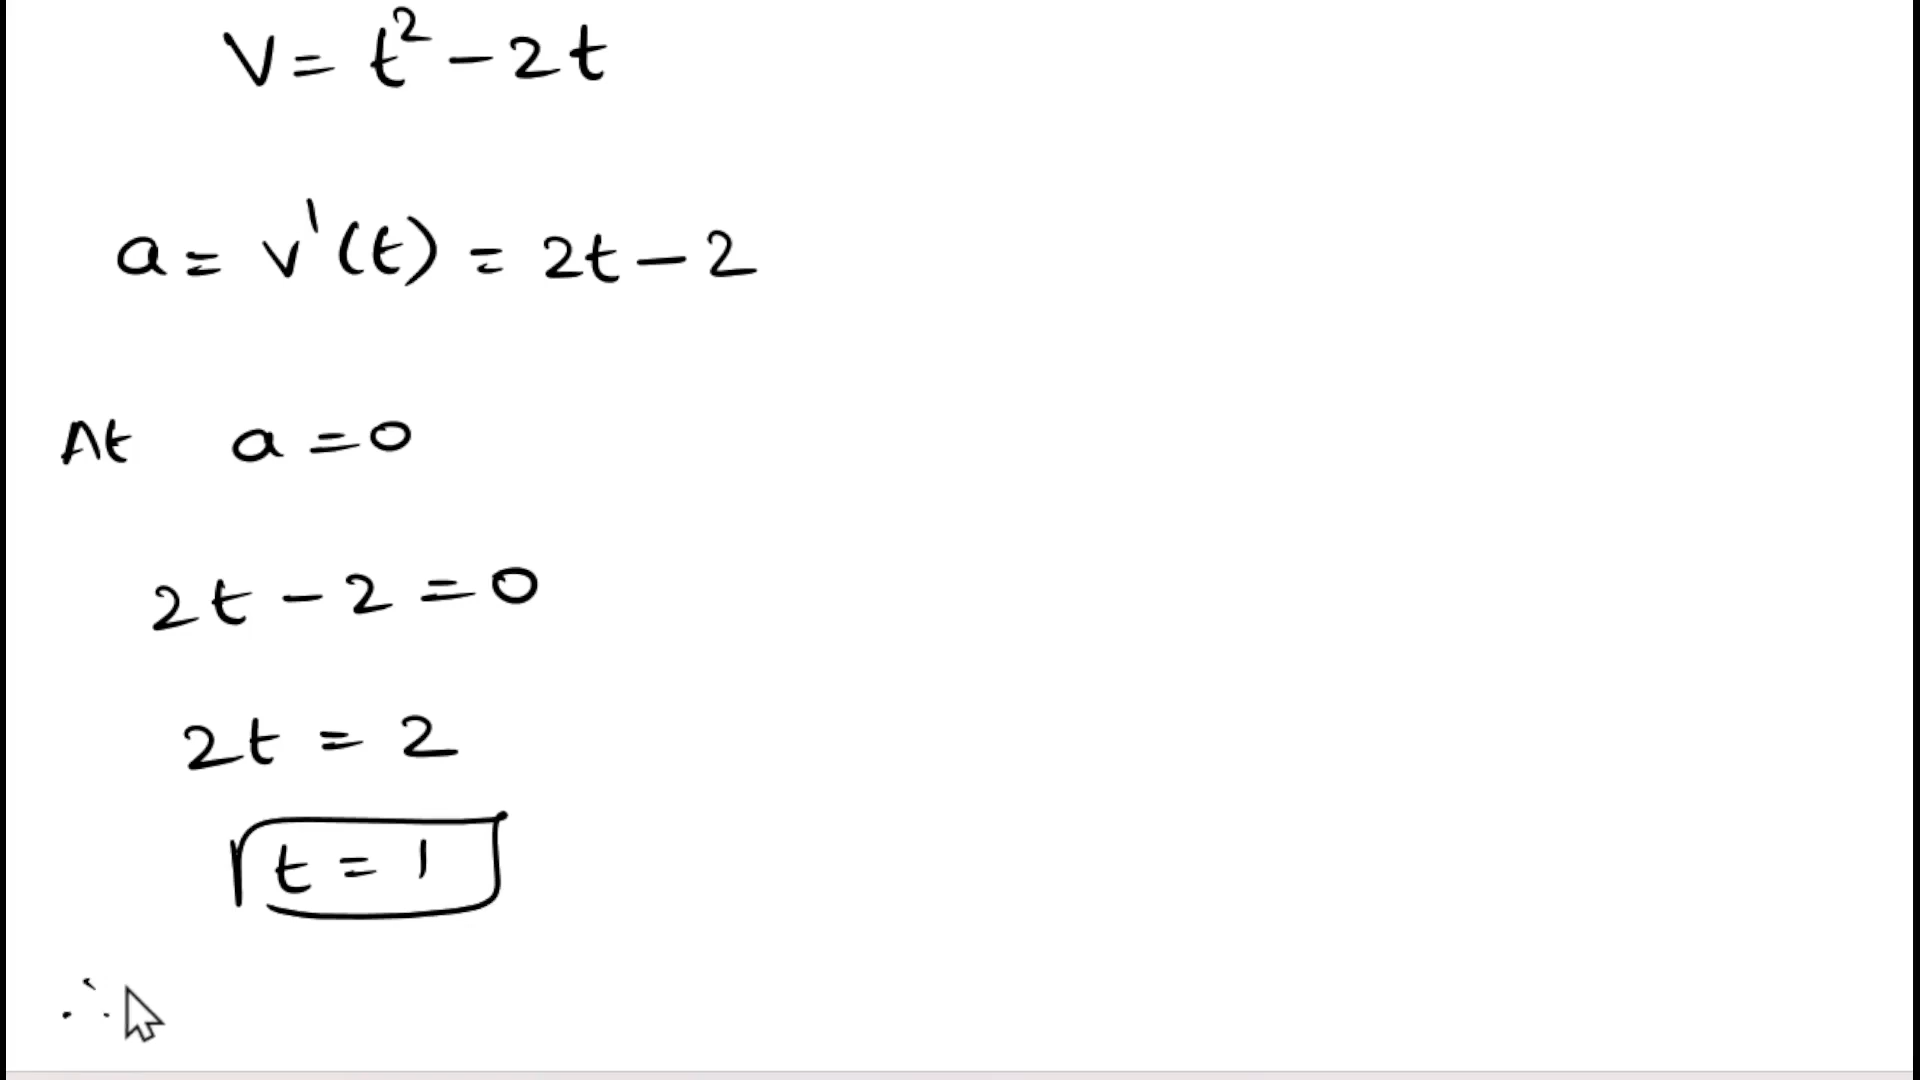 V = t² - 2t
a = v'(t) = 2t - 2
At a = 0
2t - 2 = 0
2t = 2
t = 1
∴